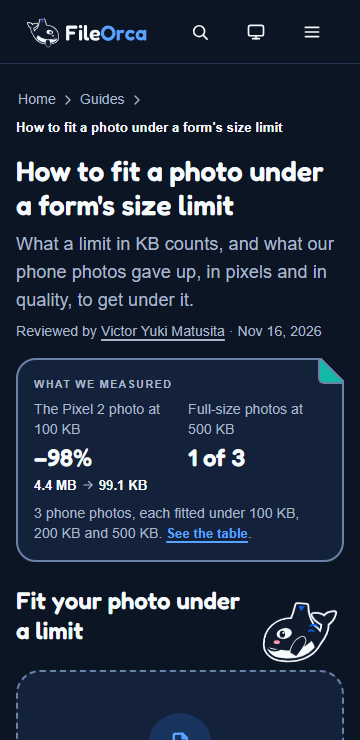 FileOrca
Home > Guides >
How to fit a photo under a form's size limit
How to fit a photo under
a form's size limit
What a limit in KB counts, and what our
phone photos gave up, in pixels and in
quality, to get under it.
Reviewed by Victor Yuki Matusita · Nov 16, 2026
WHAT WE MEASURED
The Pixel 2 photo at
100 KB
–98%
4.4 MB → 99.1 KB
Full-size photos at
500 KB
1 of 3
3 phone photos, each fitted under 100 KB,
200 KB and 500 KB. See the table.
Fit your photo under
a limit